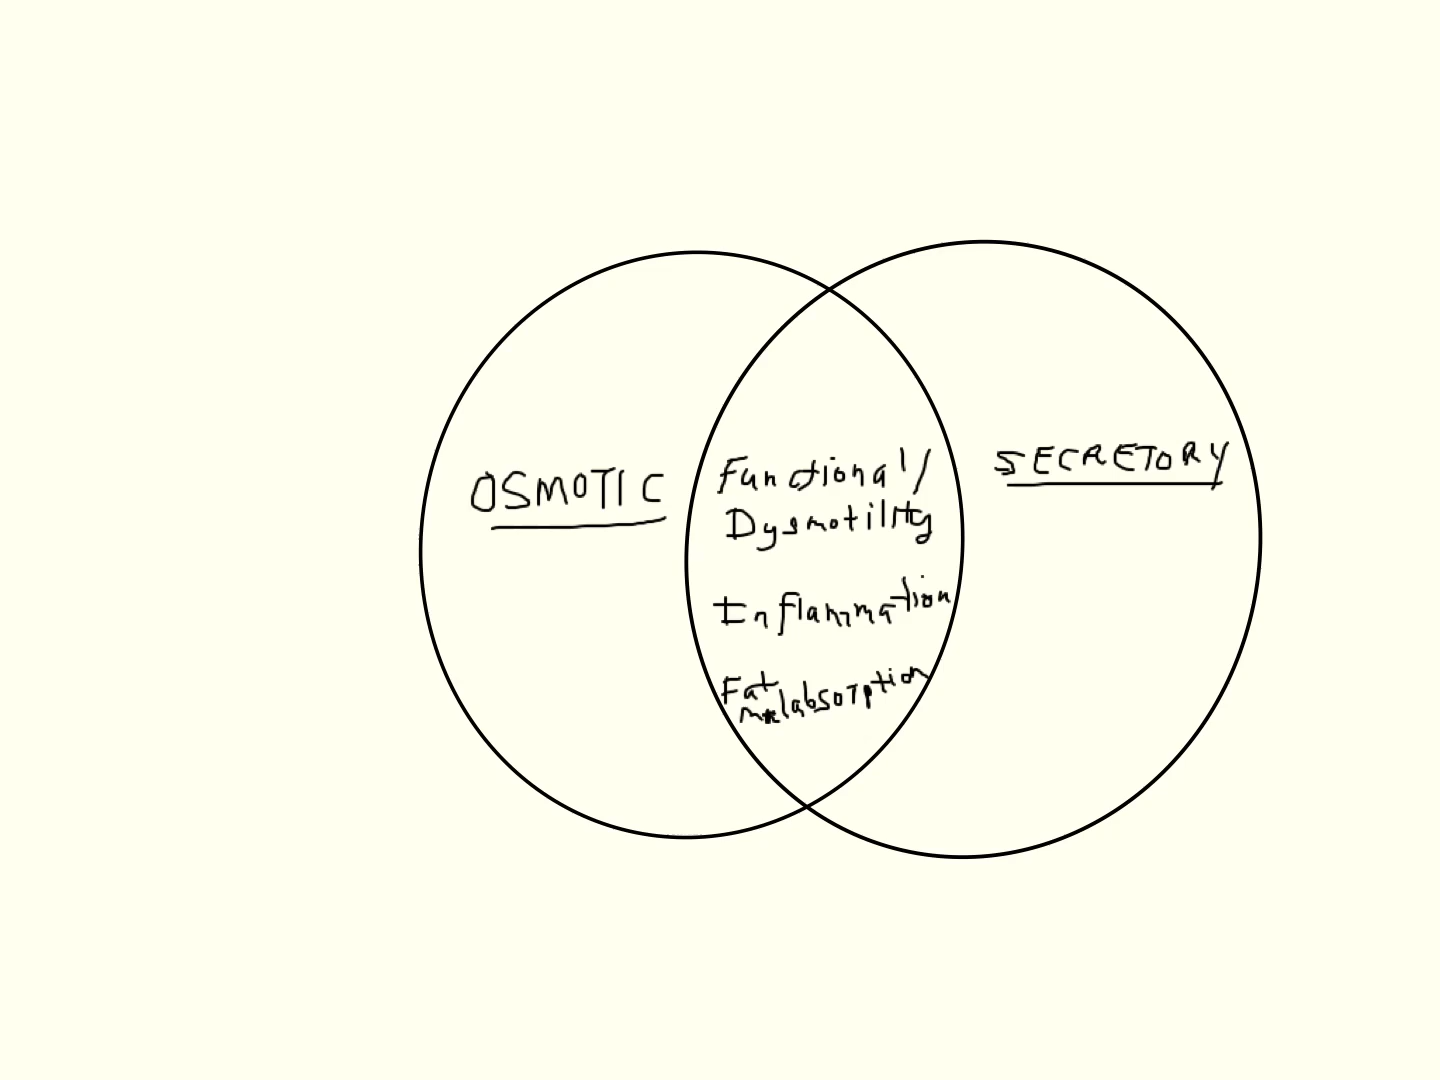 OSMOTIC
Functional/
Dysmotility
Inflammation
Fat
malabsorption
SECRETORY